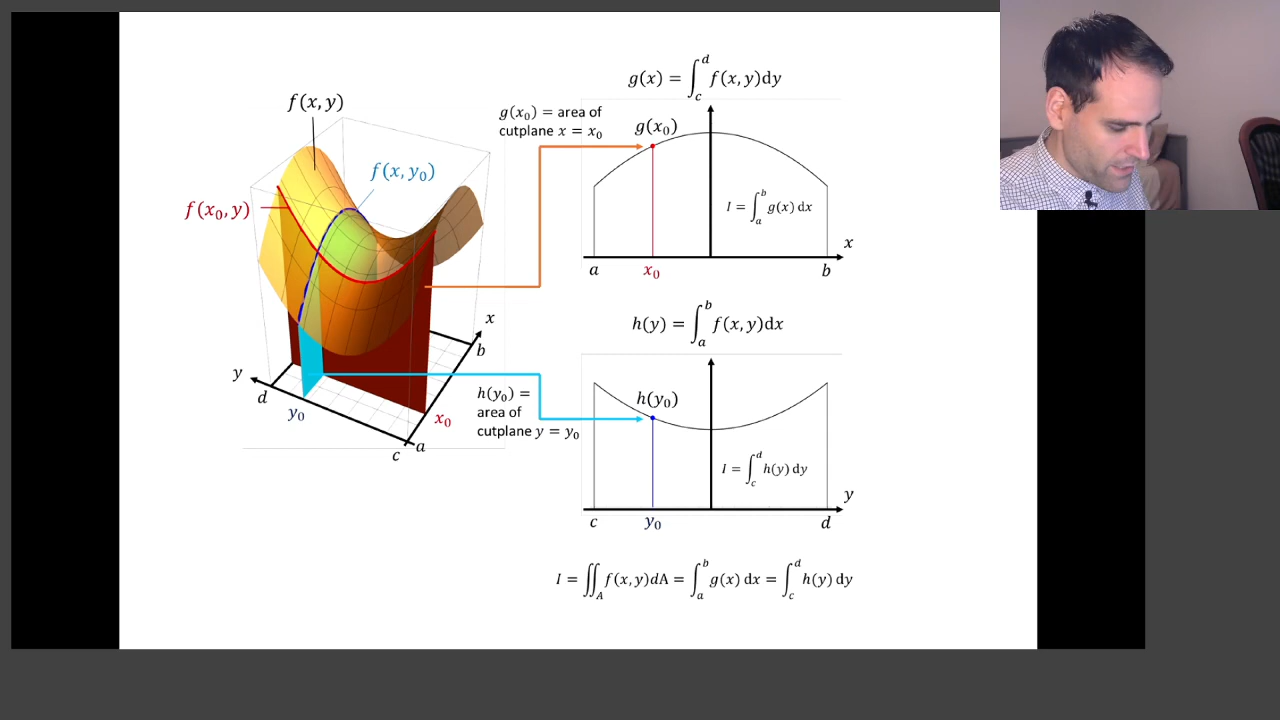 f(x, y)
f(x, y₀)
f(x₀, y)
x
b
y
d
y₀
x₀
a
c
g(x₀) = area of
cutplane x = x₀
h(y₀) =
area of
cutplane y = y₀
g(x) = ∫_c^d f(x, y)dy
g(x₀)
I = ∫_a^b g(x) dx
x
a
x₀
b
h(y) = ∫_a^b f(x, y)dx
h(y₀)
I = ∫_c^d h(y) dy
y
c
y₀
d
I = ∬_A f(x, y)dA = ∫_a^b g(x) dx = ∫_c^d h(y) dy